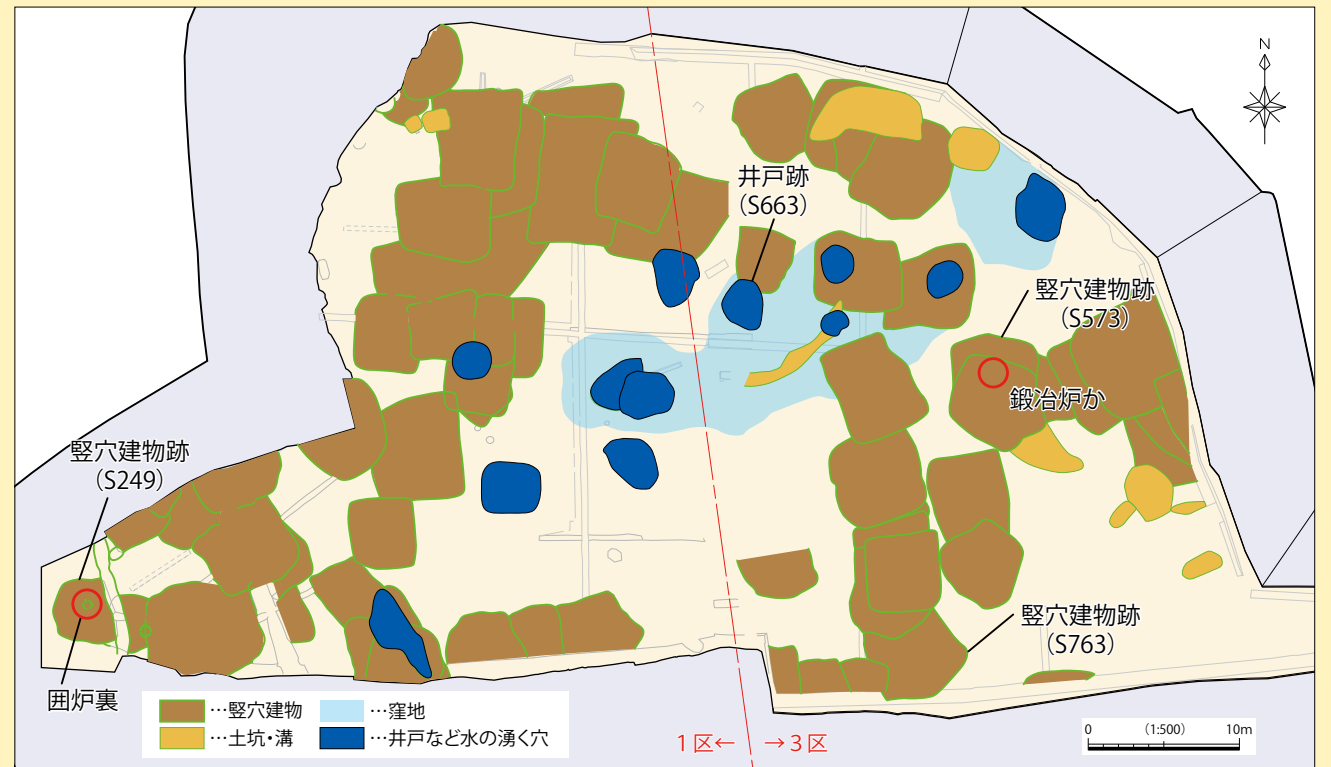 N
井戸跡
(S663)
竪穴建物跡
(S573)
鍛冶炉か
竪穴建物跡
(S249)
竪穴建物跡
(S763)
囲炉裏
…竪穴建物
…窪地
…土坑・溝
…井戸など水の湧く穴
1区← →3区
0 (1:500) 10m